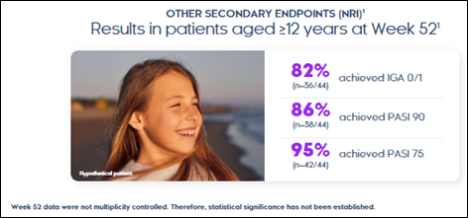 OTHER SECONDARY ENDPOINTS (NRI)¹
Results in patients aged ≥12 years at Week 52¹
82% achieved IGA 0/1
(n=36/44)
86% achieved PASI 90
(n=38/44)
95% achieved PASI 75
(n=42/44)
Hypothetical patient.
Week 52 data were not multiplicity controlled. Therefore, statistical significance has not been established.